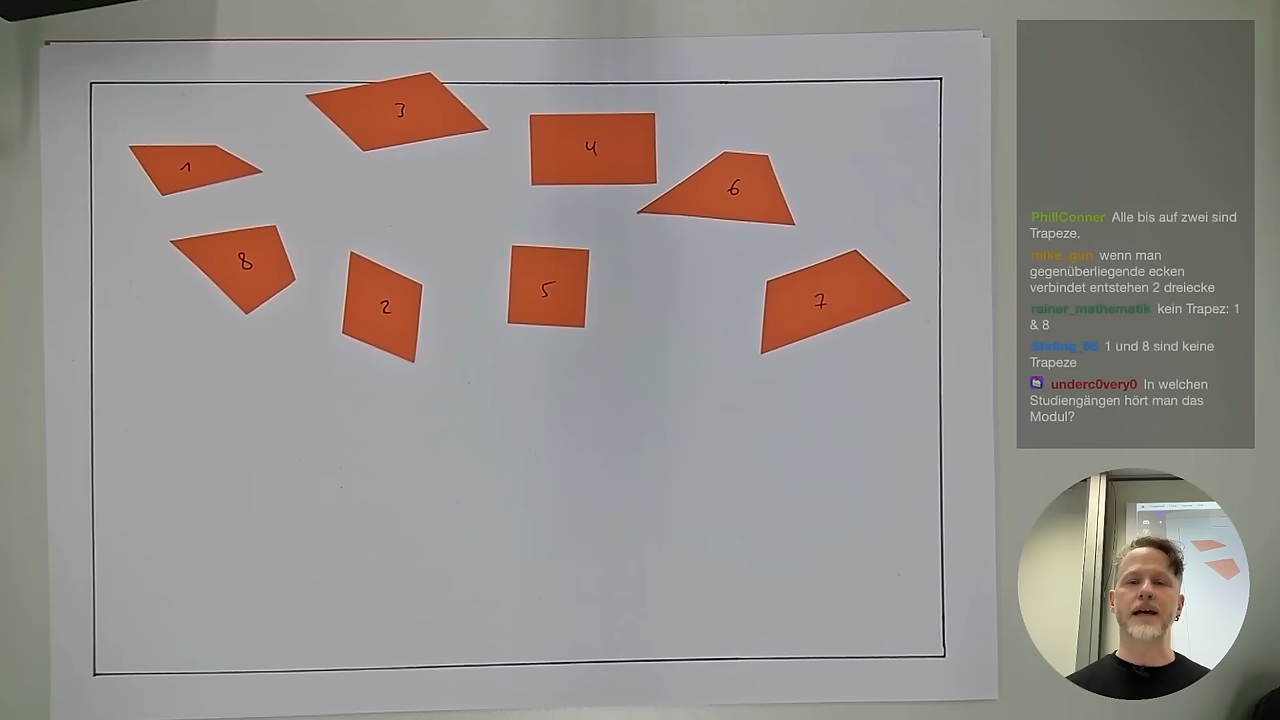 3
4
1
6
8
2
5
7
PhillConner Alle bis auf zwei sind
Trapeze.
mike_gun wenn man
gegenüberliegende ecken
verbindet entstehen 2 dreiecke
rainar_mathematik kein Trapez: 1
& 8
1 und 8 sind keine
Trapeze
underc0very0 In welchen
Studiengängen hört man das
Modul?